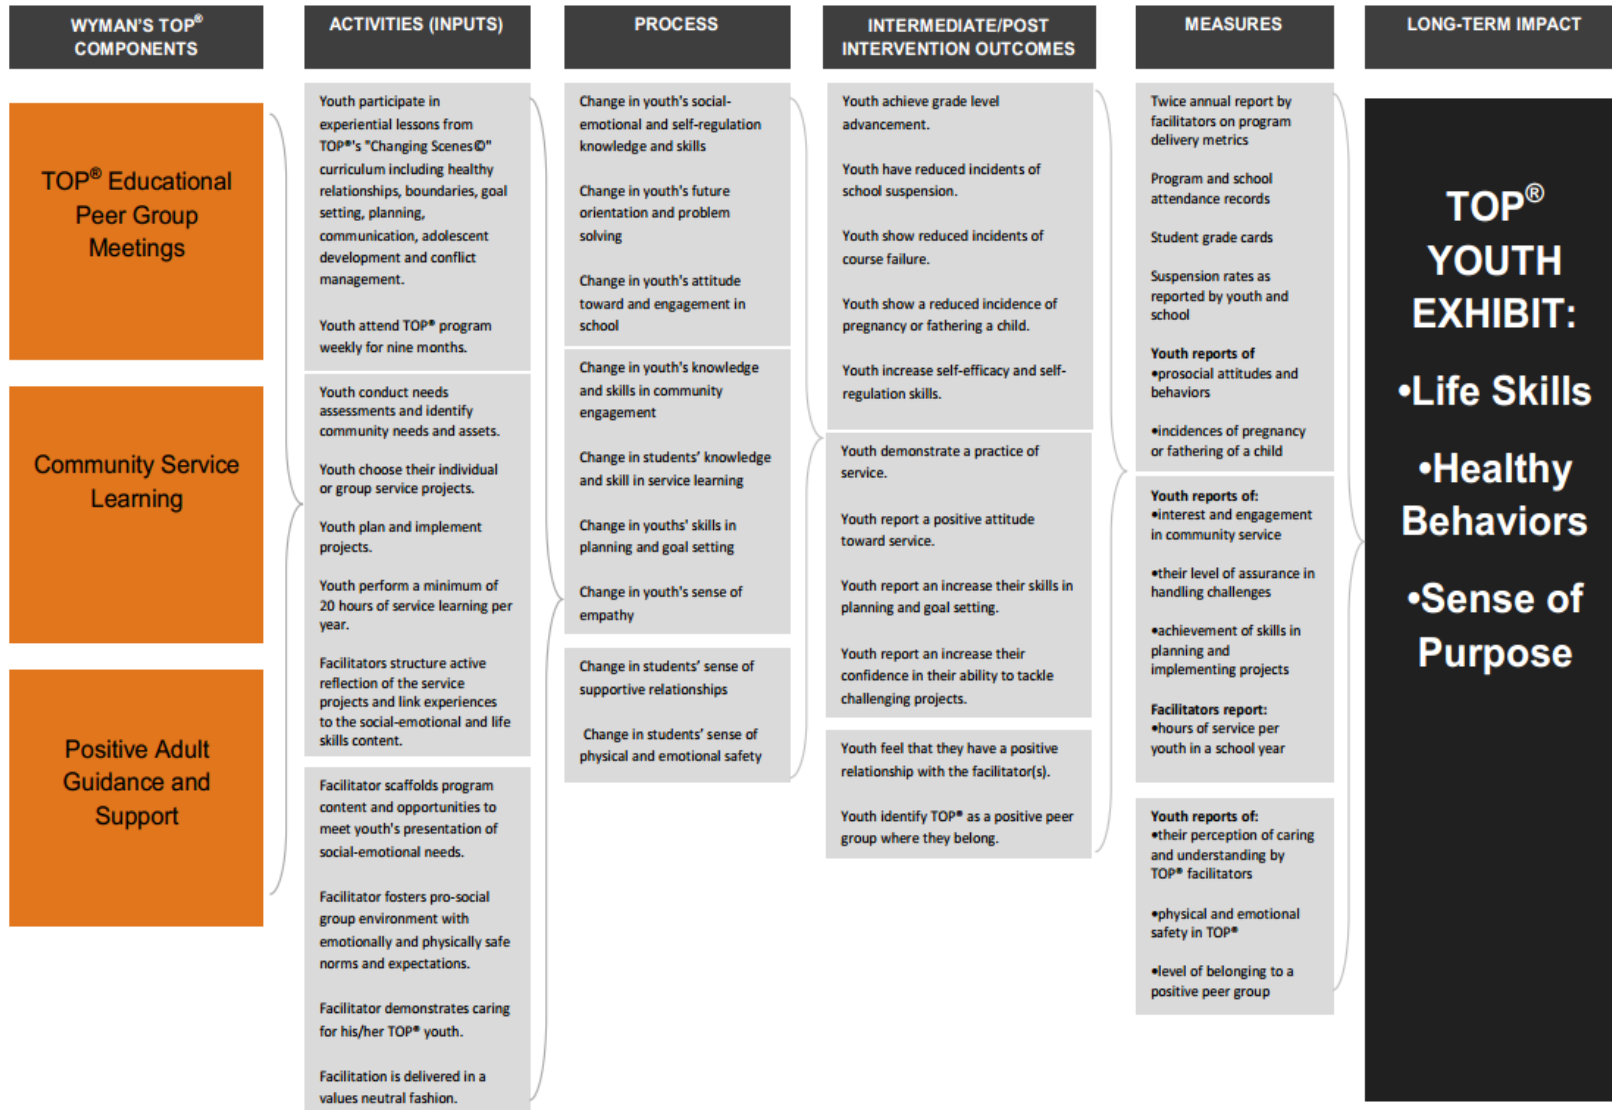 WYMAN'S TOP®
COMPONENTS
ACTIVITIES (INPUTS)
PROCESS
INTERMEDIATE/POST
INTERVENTION OUTCOMES
MEASURES
LONG-TERM IMPACT
TOP® Educational
Peer Group
Meetings
Community Service
Learning
Positive Adult
Guidance and
Support
Youth participate in
experiential lessons from
TOP®'s "Changing Scenes©"
curriculum including healthy
relationships, boundaries, goal
setting, planning,
communication, adolescent
development and conflict
management.
Youth attend TOP® program
weekly for nine months.
Youth conduct needs
assessments and identify
community needs and assets.
Youth choose their individual
or group service projects.
Youth plan and implement
projects.
Youth perform a minimum of
20 hours of service learning per
year.
Facilitators structure active
reflection of the service
projects and link experiences
to the social-emotional and life
skills content.
Facilitator scaffolds program
content and opportunities to
meet youth's presentation of
social-emotional needs.
Facilitator fosters pro-social
group environment with
emotionally and physically safe
norms and expectations.
Facilitator demonstrates caring
for his/her TOP® youth.
Facilitation is delivered in a
values neutral fashion.
Change in youth's social-
emotional and self-regulation
knowledge and skills
Change in youth's future
orientation and problem
solving
Change in youth's attitude
toward and engagement in
school
Change in youth's knowledge
and skills in community
engagement
Change in students' knowledge
and skill in service learning
Change in youths' skills in
planning and goal setting
Change in youth's sense of
empathy
Change in students' sense of
supportive relationships
Change in students' sense of
physical and emotional safety
Youth achieve grade level
advancement.
Youth have reduced incidents of
school suspension.
Youth show reduced incidents of
course failure.
Youth show a reduced incidence of
pregnancy or fathering a child.
Youth increase self-efficacy and self-
regulation skills.
Youth demonstrate a practice of
service.
Youth report a positive attitude
toward service.
Youth report an increase their skills in
planning and goal setting.
Youth report an increase their
confidence in their ability to tackle
challenging projects.
Youth feel that they have a positive
relationship with the facilitator(s).
Youth identify TOP® as a positive peer
group where they belong.
Twice annual report by
facilitators on program
delivery metrics
Program and school
attendance records
Student grade cards
Suspension rates as
reported by youth and
school
Youth reports of
•prosocial attitudes and
behaviors
•incidences of pregnancy
or fathering of a child
Youth reports of:
•interest and engagement
in community service
•their level of assurance in
handling challenges
•achievement of skills in
planning and
implementing projects
Facilitators report:
•hours of service per
youth in a school year
Youth reports of:
•their perception of caring
and understanding by
TOP® facilitators
•physical and emotional
safety in TOP®
•level of belonging to a
positive peer group
TOP®
YOUTH
EXHIBIT:
•Life Skills
•Healthy
Behaviors
•Sense of
Purpose